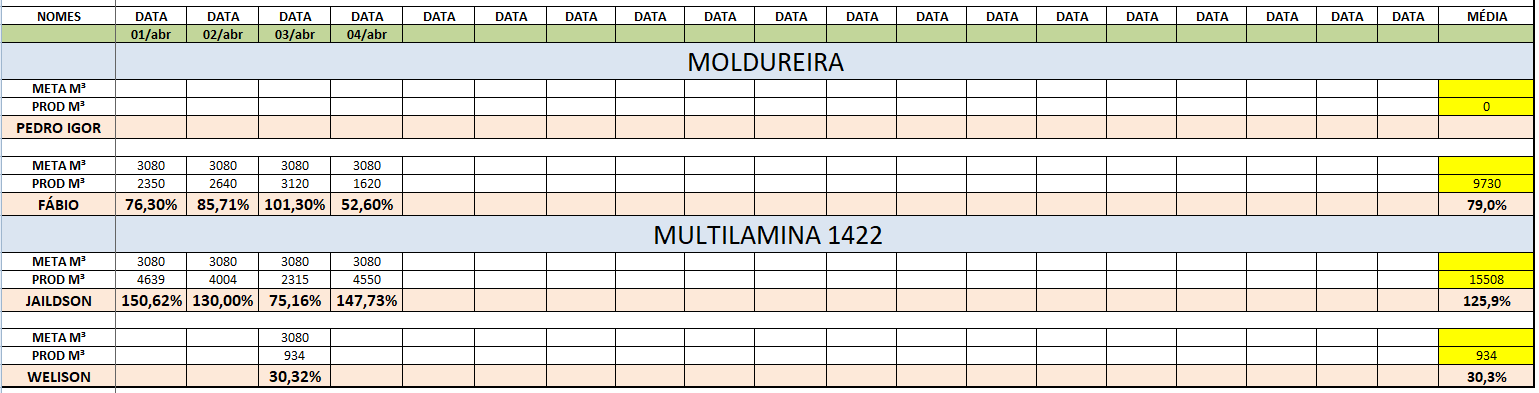 NOMES DATA DATA DATA DATA DATA DATA DATA DATA DATA DATA DATA DATA DATA DATA DATA DATA DATA DATA DATA MÉDIA
01/abr 02/abr 03/abr 04/abr
MOLDUREIRA
META M³
PROD M³ 0
PEDRO IGOR
META M³ 3080 3080 3080 3080
PROD M³ 2350 2640 3120 1620 9730
FÁBIO 76,30% 85,71% 101,30% 52,60% 79,0%
MULTILAMINA 1422
META M³ 3080 3080 3080 3080
PROD M³ 4639 4004 2315 4550 15508
JAILDSON 150,62% 130,00% 75,16% 147,73% 125,9%
META M³ 3080
PROD M³ 934 934
WELISON 30,32% 30,3%